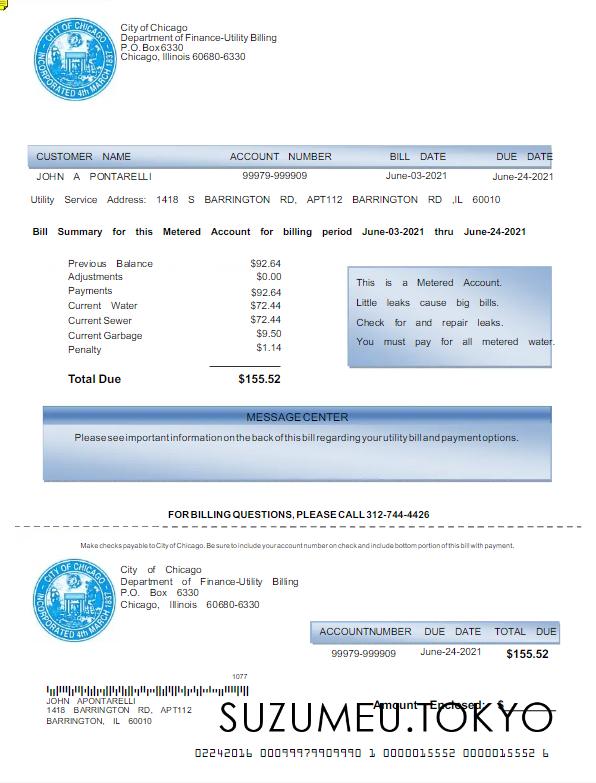 CITY OF CHICAGO
INCORPORATED 4th MARCH 1837
City of Chicago
Department of Finance-Utility Billing
P.O. Box 6330
Chicago, Illinois 60680-6330
CUSTOMER NAME ACCOUNT NUMBER BILL DATE DUE DATE
JOHN A PONTARELLI 99979-999909 June-03-2021 June-24-2021
Utility Service Address: 1418 S BARRINGTON RD, APT112 BARRINGTON RD ,IL 60010
Bill Summary for this Metered Account for billing period June-03-2021 thru June-24-2021
Previous Balance $92.64
Adjustments $0.00
Payments $92.64
Current Water $72.44
Current Sewer $72.44
Current Garbage $9.50
Penalty $1.14
Total Due $155.52
This is a Metered Account.
Little leaks cause big bills.
Check for and repair leaks.
You must pay for all metered water.
MESSAGE CENTER
Please see important information on the back of this bill regarding your utility bill and payment options.
FOR BILLING QUESTIONS, PLEASE CALL 312-744-4426
Make checks payable to City of Chicago. Be sure to include your account number on check and include bottom portion of this bill with payment.
CITY OF CHICAGO
INCORPORATED 4th MARCH 1837
City of Chicago
Department of Finance-Utility Billing
P.O. Box 6330
Chicago, Illinois 60680-6330
ACCOUNTNUMBER DUE DATE TOTAL DUE
99979-999909 June-24-2021 $155.52
1077
JOHN APONTARELLI
1418 BARRINGTON RD, APT112
BARRINGTON, IL 60010
Amount Enclosed: $
SUZUMEU.TOKYO
02242016 00099979909990 1 0000015552 0000015552 6